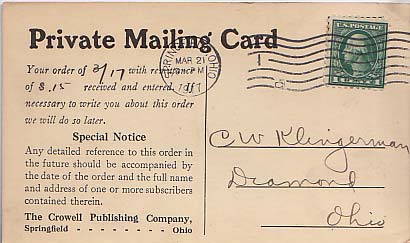 Private Mailing Card
Your order of 3/17 with remittance
of 8.15 received and entered. If
necessary to write you about this order
we will do so later.
Special Notice
Any detailed reference to this order in
the future should be accompanied by
the date of the order and the full name
and address of one or more subscribers
contained therein.
The Crowell Publishing Company,
Springfield - - - - - - - - Ohio
OHIO
MAR 21
PM
U.S. POSTAGE
C W Klingerman
Diamond
Ohio